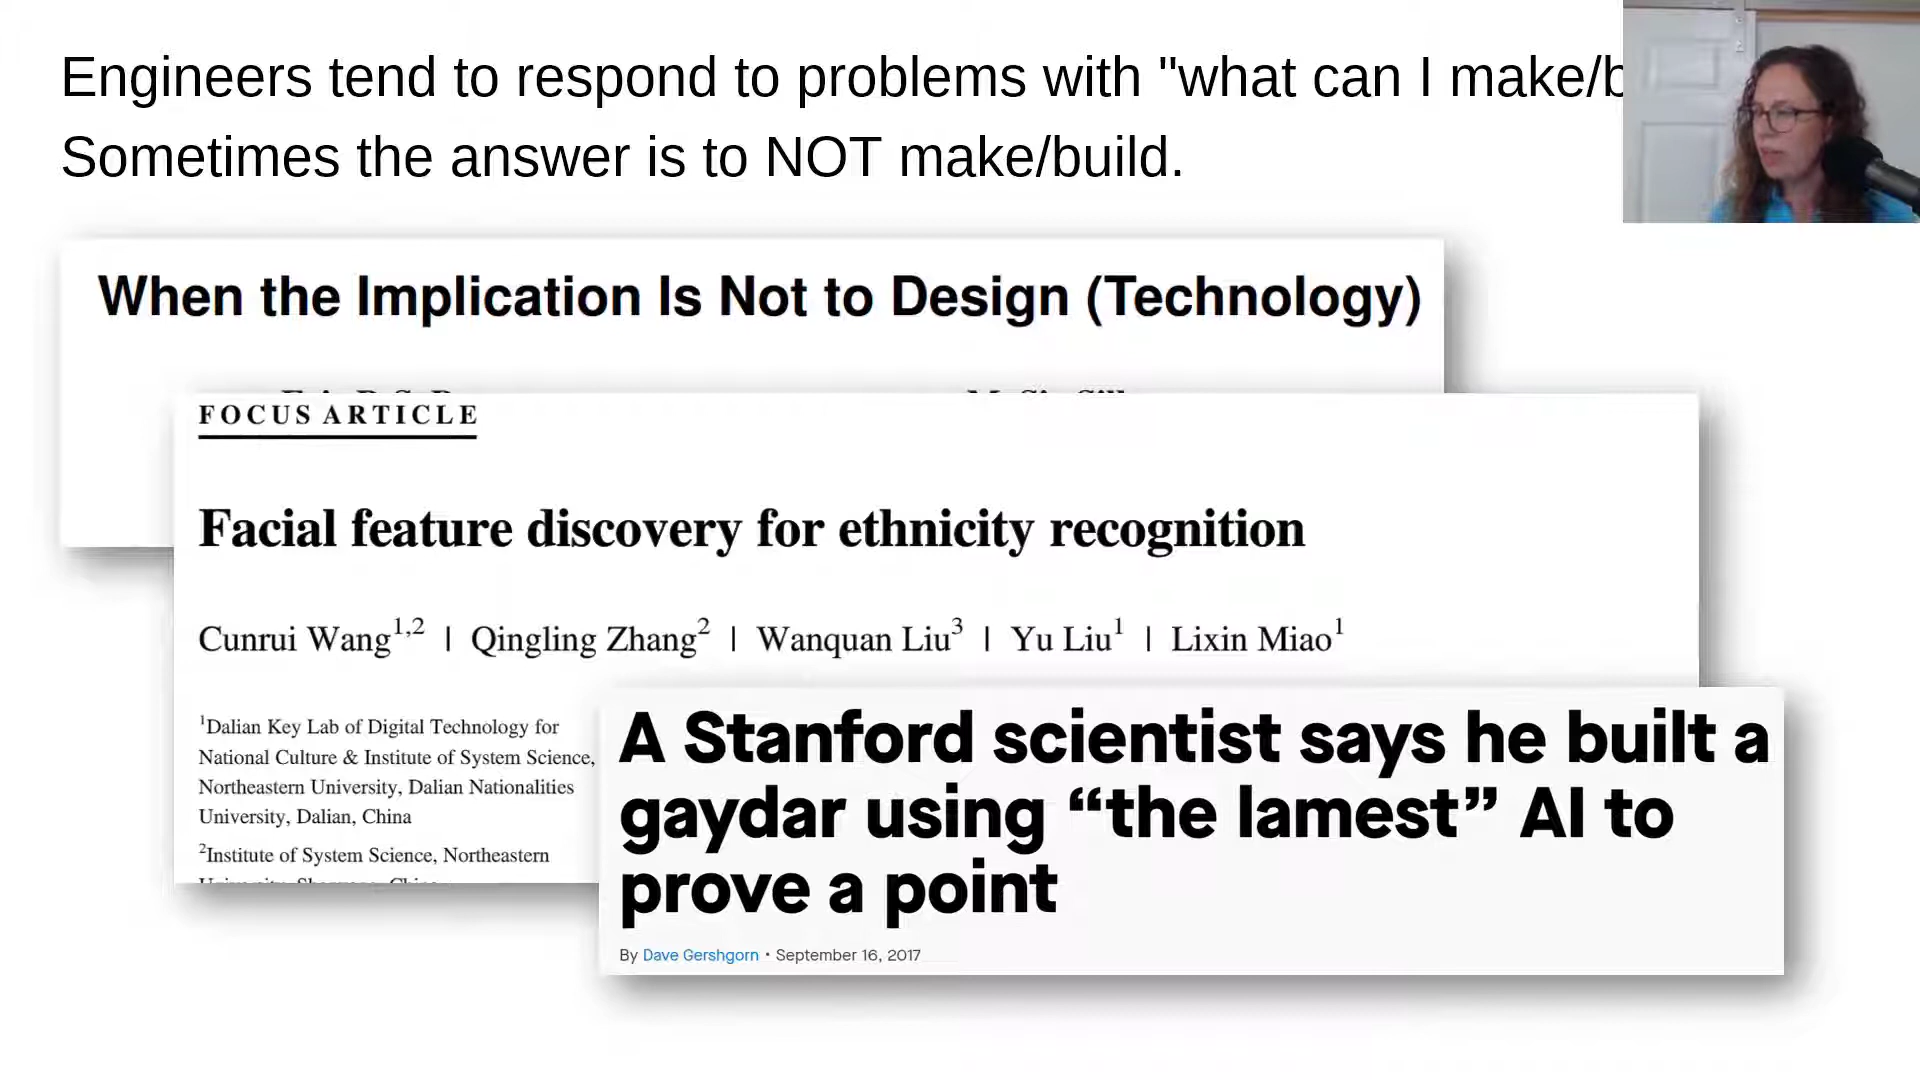 Engineers tend to respond to problems with "what can I make/b
Sometimes the answer is to NOT make/build.
When the Implication Is Not to Design (Technology)
FOCUS ARTICLE
Facial feature discovery for ethnicity recognition
Cunrui Wang1,2 | Qingling Zhang2 | Wanquan Liu3 | Yu Liu1 | Lixin Miao1
1Dalian Key Lab of Digital Technology for
National Culture & Institute of System Science,
Northeastern University, Dalian Nationalities
University, Dalian, China
2Institute of System Science, Northeastern
A Stanford scientist says he built a
gaydar using “the lamest” AI to
prove a point
By Dave Gershgorn • September 16, 2017